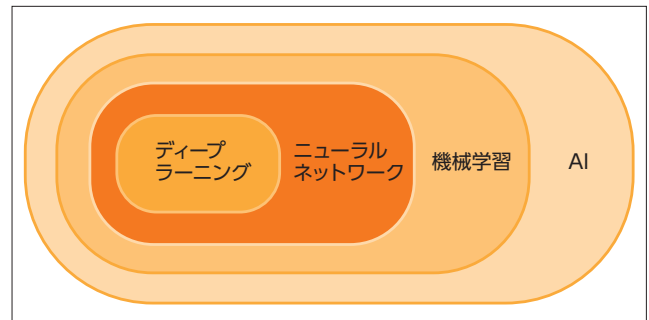 ディープ
ラーニング
ニューラル
ネットワーク
機械学習
AI